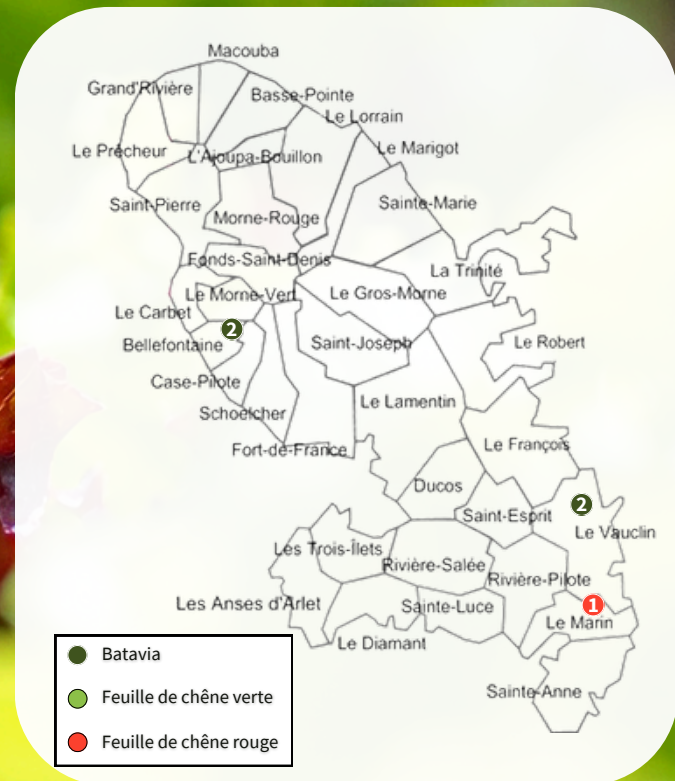 Macouba
Grand'Rivière
Basse-Pointe
Le Lorrain
Le Prêcheur
L'Ajoupa-Bouillon
Le Marigot
Saint-Pierre
Morne-Rouge
Sainte-Marie
Fonds-Saint-Denis
La Trinité
Le Morne-Vert
Le Gros-Morne
Le Carbet
2
Bellefontaine
Saint-Joseph
Le Robert
Case-Pilote
Schoelcher
Le Lamentin
Fort-de-France
Le François
Ducos
2
Saint-Esprit
Le Vauclin
Les Trois-Îlets
Rivière-Salée
Rivière-Pilote
Les Anses d'Arlet
Sainte-Luce
1
Le Marin
Le Diamant
Sainte-Anne
Batavia
Feuille de chêne verte
Feuille de chêne rouge